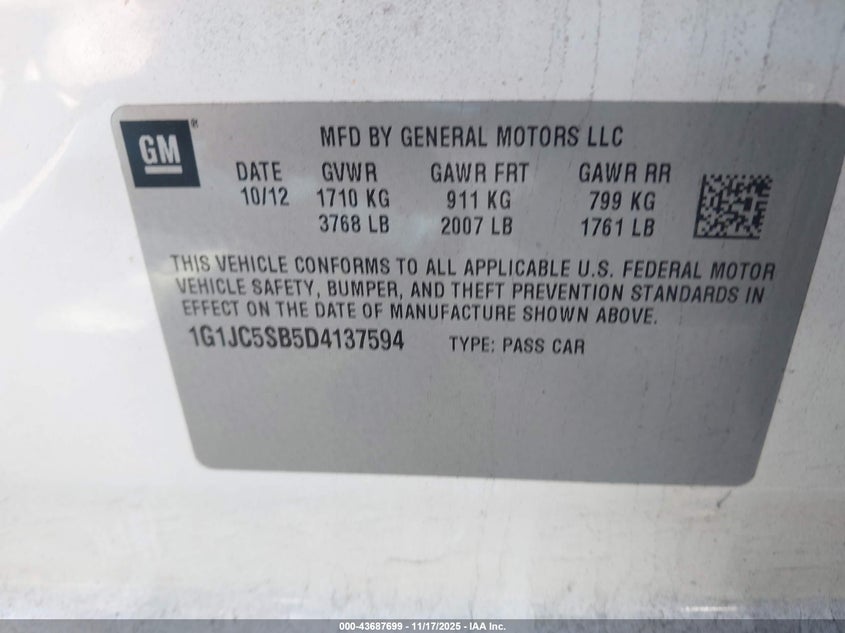 GM®
MFD BY GENERAL MOTORS LLC
DATE GVWR GAWR FRT GAWR RR
10/12 1710 KG 911 KG 799 KG
3768 LB 2007 LB 1761 LB
THIS VEHICLE CONFORMS TO ALL APPLICABLE U.S. FEDERAL MOTOR
VEHICLE SAFETY, BUMPER, AND THEFT PREVENTION STANDARDS IN
EFFECT ON THE DATE OF MANUFACTURE SHOWN ABOVE.
1G1JC5SB5D4137594 TYPE: PASS CAR
000-43687699 - 11/17/2025 - IAA Inc.